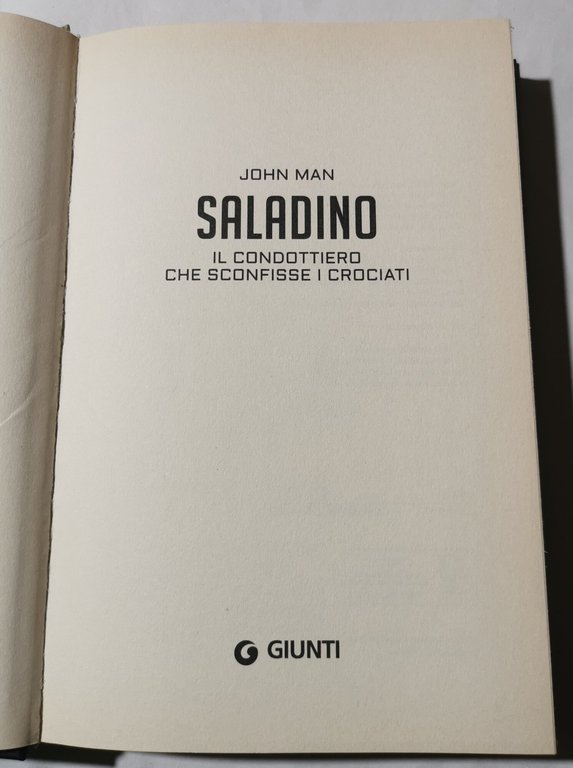 JOHN MAN
SALADINO
IL CONDOTTIERO
CHE SCONFISSE I CROCIATI
GIUNTI